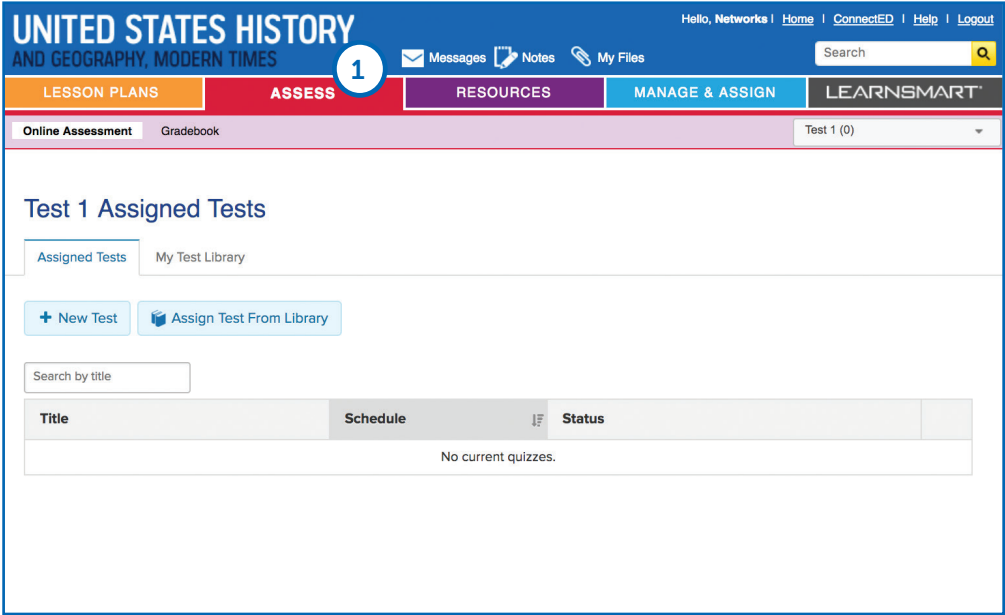 UNITED STATES HISTORY
AND GEOGRAPHY, MODERN TIMES
Hello, Networks | Home | ConnectED | Help | Logout
Messages Notes My Files
Search
1
LESSON PLANS ASSESS RESOURCES MANAGE & ASSIGN LEARNSMART
Online Assessment Gradebook Test 1 (0)
Test 1 Assigned Tests
Assigned Tests My Test Library
+ New Test Assign Test From Library
Search by title
Title Schedule Status
No current quizzes.